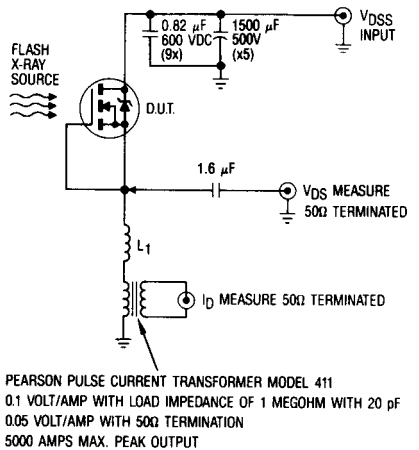 0.82 μF
600 VDC
(9x)
1500 μF
500V
(x5)
VDSS
INPUT
FLASH
X-RAY
SOURCE
D.U.T.
1.6 μF
VDS MEASURE
50Ω TERMINATED
L1
ID MEASURE 50Ω TERMINATED
PEARSON PULSE CURRENT TRANSFORMER MODEL 411
0.1 VOLT/AMP WITH LOAD IMPEDANCE OF 1 MEGOHM WITH 20 pF
0.05 VOLT/AMP WITH 50Ω TERMINATION
5000 AMPS MAX. PEAK OUTPUT